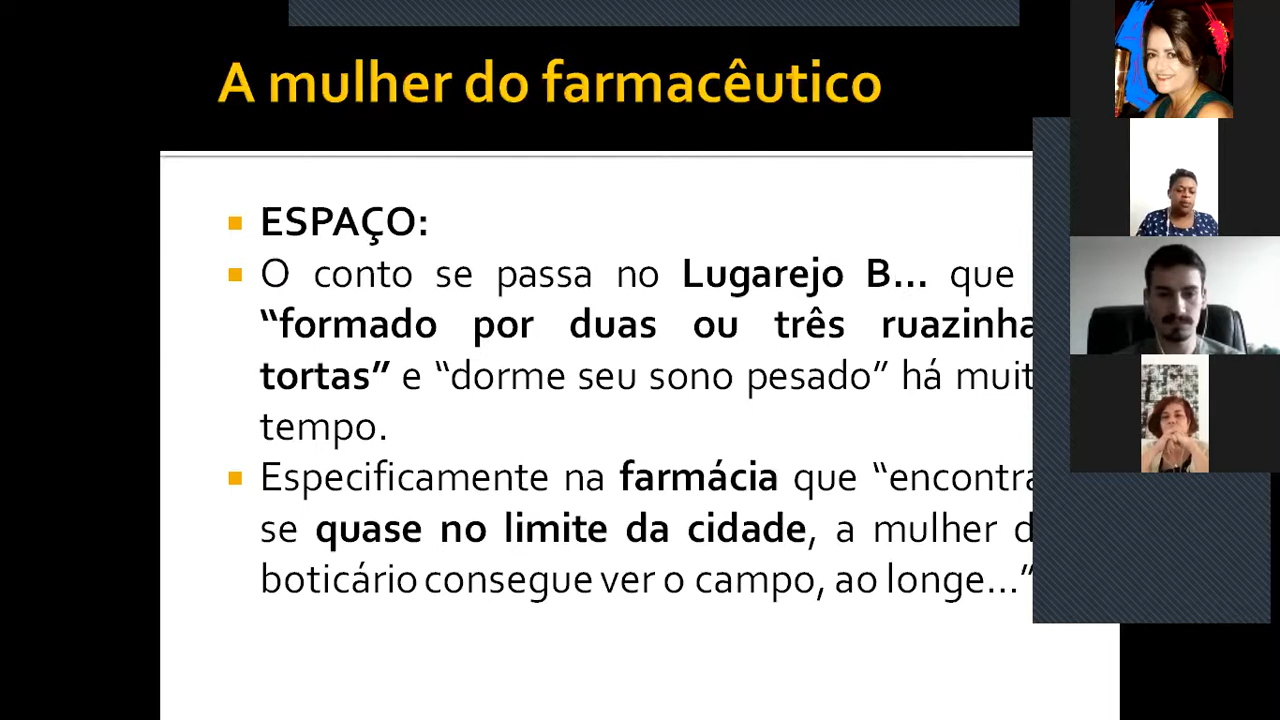 A mulher do farmacêutico
ESPAÇO:
O conto se passa no Lugarejo B... que
“formado por duas ou três ruazinha
tortas” e “dorme seu sono pesado” há muit
tempo.
Especificamente na farmácia que “encontra
se quase no limite da cidade, a mulher d
boticário consegue ver o campo, ao longe...”